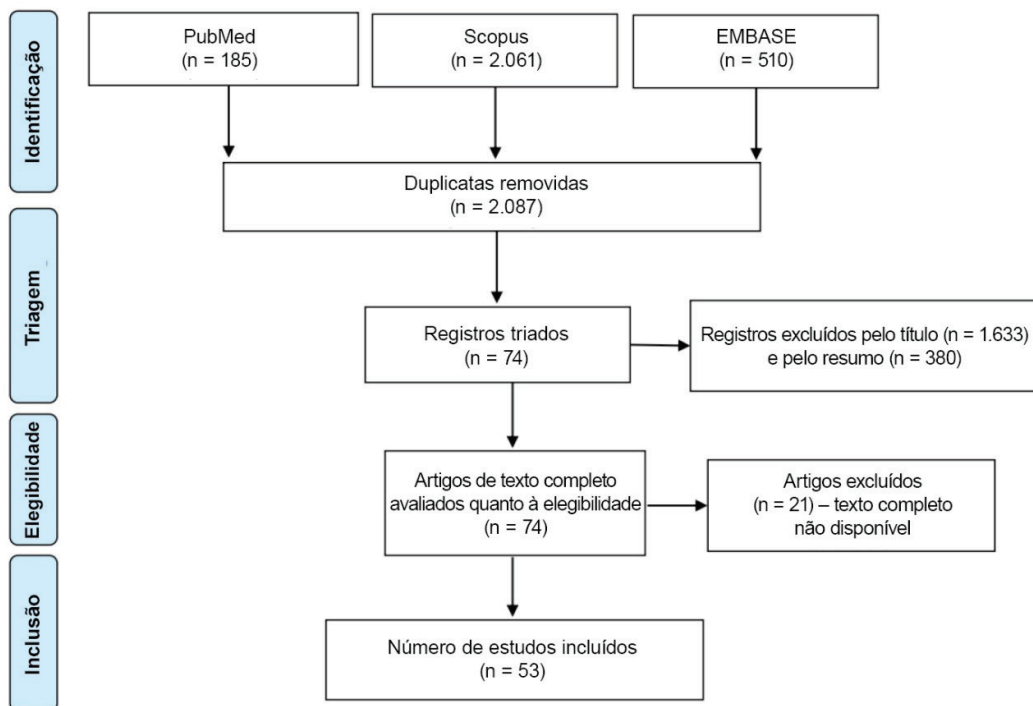 Identificação
PubMed
(n = 185)
Scopus
(n = 2.061)
EMBASE
(n = 510)
Duplicatas removidas
(n = 2.087)
Triagem
Registros triados
(n = 74)
Registros excluídos pelo título (n = 1.633)
e pelo resumo (n = 380)
Elegibilidade
Artigos de texto completo
avaliados quanto à elegibilidade
(n = 74)
Artigos excluídos
(n = 21) – texto completo
não disponível
Inclusão
Número de estudos incluídos
(n = 53)